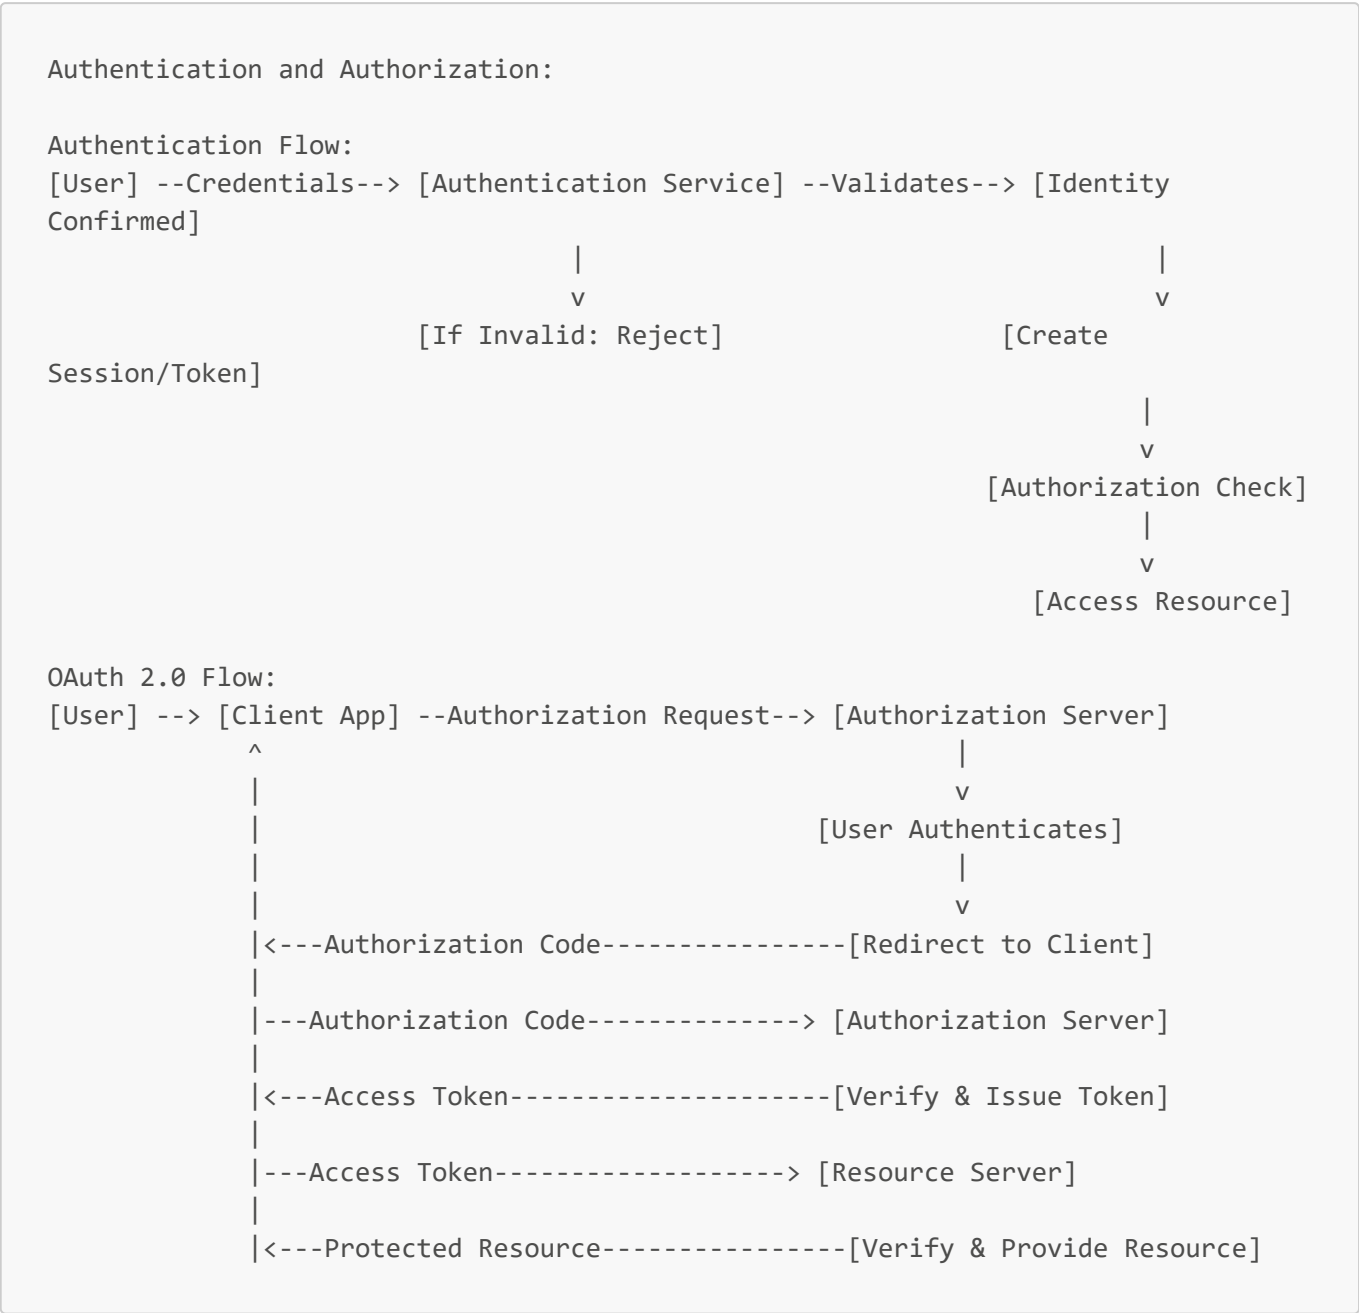 Authentication and Authorization:

Authentication Flow:
[User] --Credentials--> [Authentication Service] --Validates--> [Identity
Confirmed]
                                  |                                     |
                                  v                                     v
                        [If Invalid: Reject]                  [Create
Session/Token]
                                                                       |
                                                                       v
                                                             [Authorization Check]
                                                                       |
                                                                       v
                                                                [Access Resource]

OAuth 2.0 Flow:
[User] --> [Client App] --Authorization Request--> [Authorization Server]
             ^                                             |
             |                                             v
             |                                    [User Authenticates]
             |                                             |
             |                                             v
             |<---Authorization Code----------------[Redirect to Client]
             |
             |---Authorization Code--------------> [Authorization Server]
             |
             |<---Access Token---------------------[Verify & Issue Token]
             |
             |---Access Token-------------------> [Resource Server]
             |
             |<---Protected Resource----------------[Verify & Provide Resource]